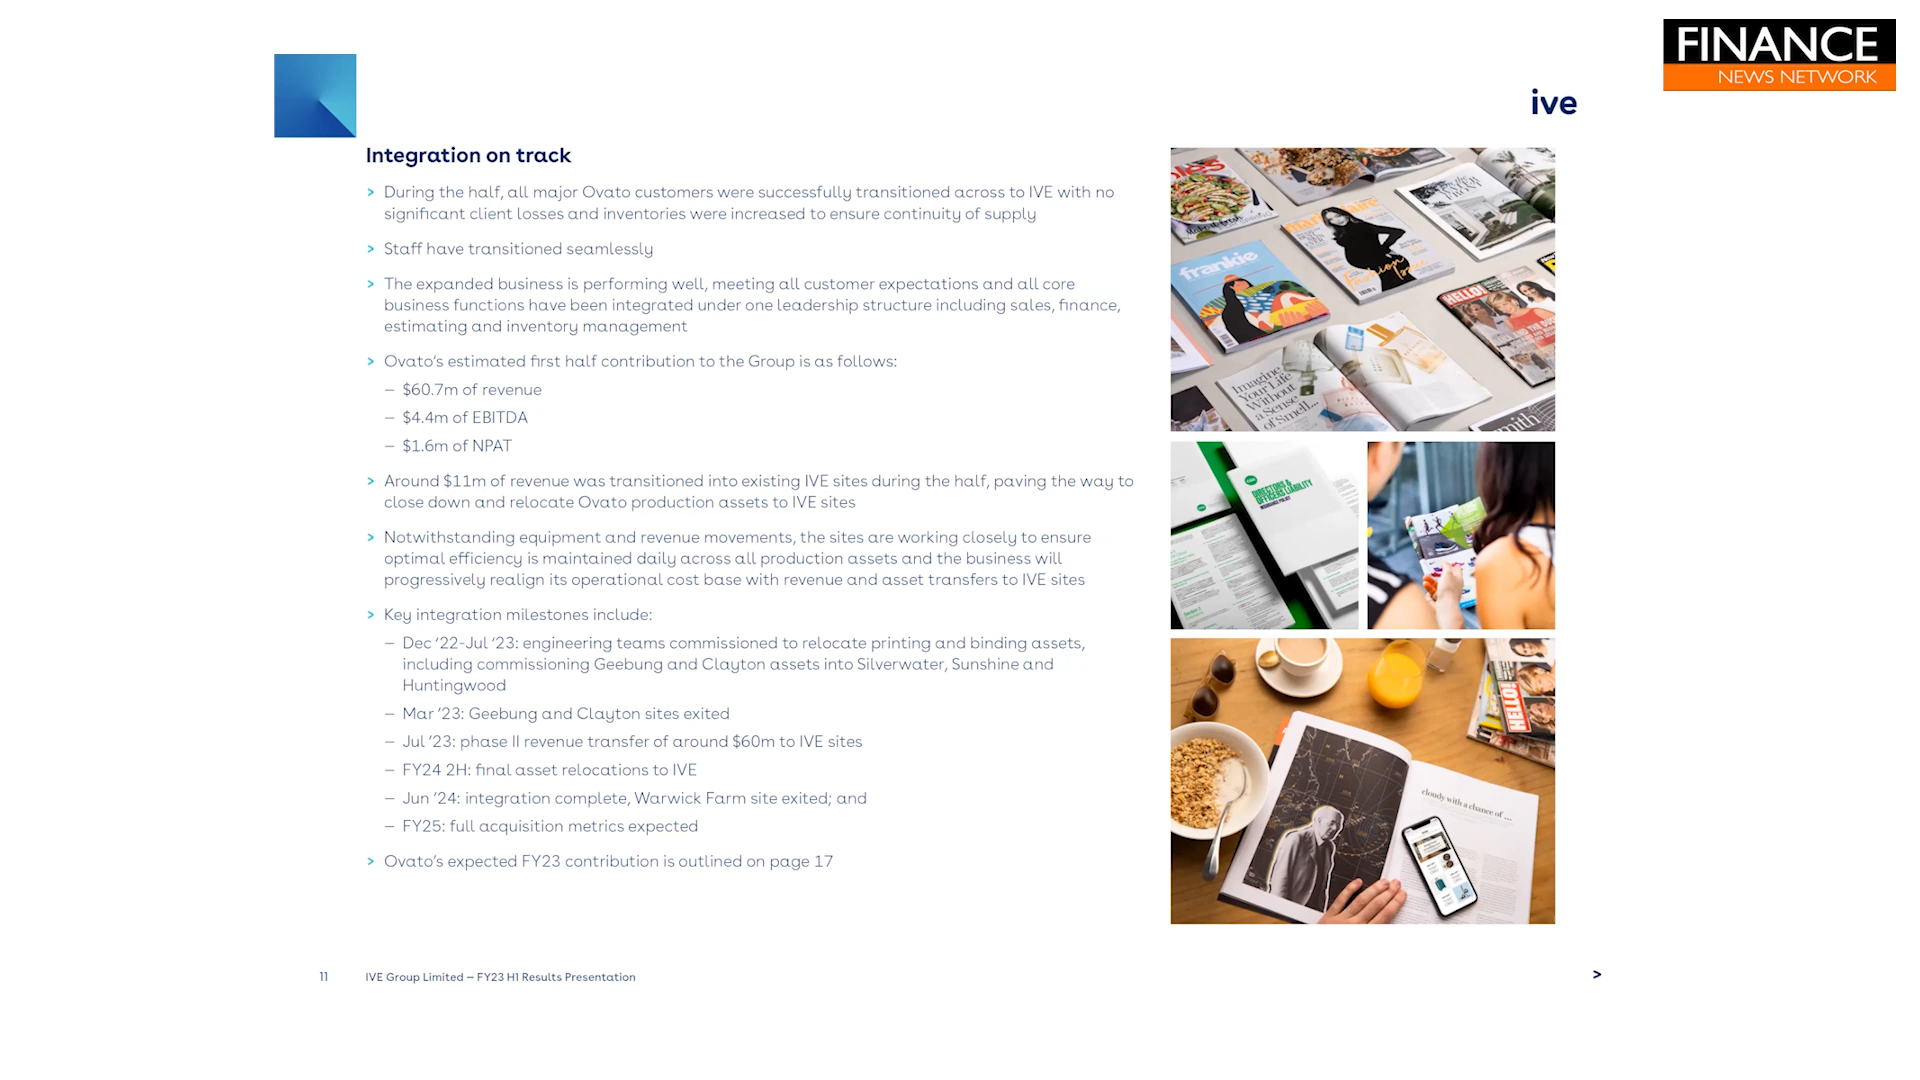 FINANCE
NEWS NETWORK
ive
Integration on track
> During the half, all major Ovato customers were successfully transitioned across to IVE with no
significant client losses and inventories were increased to ensure continuity of supply
> Staff have transitioned seamlessly
> The expanded business is performing well, meeting all customer expectations and all core
business functions have been integrated under one leadership structure including sales, finance,
estimating and inventory management
> Ovato’s estimated first half contribution to the Group is as follows:
– $60.7m of revenue
– $4.4m of EBITDA
– $1.6m of NPAT
> Around $11m of revenue was transitioned into existing IVE sites during the half, paving the way to
close down and relocate Ovato production assets to IVE sites
> Notwithstanding equipment and revenue movements, the sites are working closely to ensure
optimal efficiency is maintained daily across all production assets and the business will
progressively realign its operational cost base with revenue and asset transfers to IVE sites
> Key integration milestones include:
– Dec ‘22-Jul ‘23: engineering teams commissioned to relocate printing and binding assets,
including commissioning Geebung and Clayton assets into Silverwater, Sunshine and
Huntingwood
– Mar ’23: Geebung and Clayton sites exited
– Jul ’23: phase II revenue transfer of around $60m to IVE sites
– FY24 2H: final asset relocations to IVE
– Jun ’24: integration complete, Warwick Farm site exited; and
– FY25: full acquisition metrics expected
> Ovato’s expected FY23 contribution is outlined on page 17
frankie
Fashion
Issue
HELLO!
Imagine
Your Life
Without
a Sense
of Smell...
DIRECTORS &
OFFICERS LIABILITY
HELLO!
cloudy with a chance of ...
11 IVE Group Limited – FY23 H1 Results Presentation
>